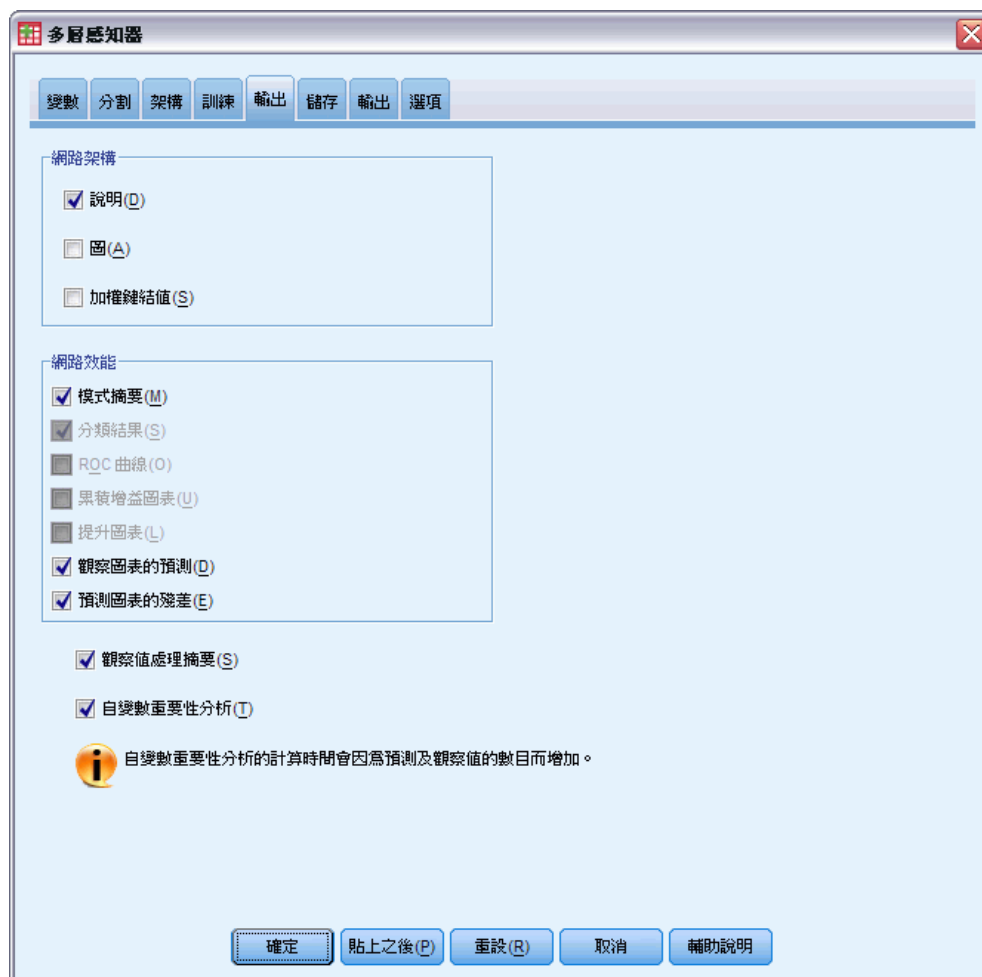 多層感知器
變數 分割 架構 訓練 輸出 儲存 輸出 選項
網路架構
說明(D)
圖(A)
加權鍵結值(S)
網路效能
模式摘要(M)
分類結果(S)
ROC 曲線(O)
累積增益圖表(U)
提升圖表(L)
觀察圖表的預測(D)
預測圖表的殘差(E)
觀察值處理摘要(S)
自變數重要性分析(T)
自變數重要性分析的計算時間會因為預測及觀察值的數目而增加。
確定 貼上之後(P) 重設(R) 取消 輔助說明